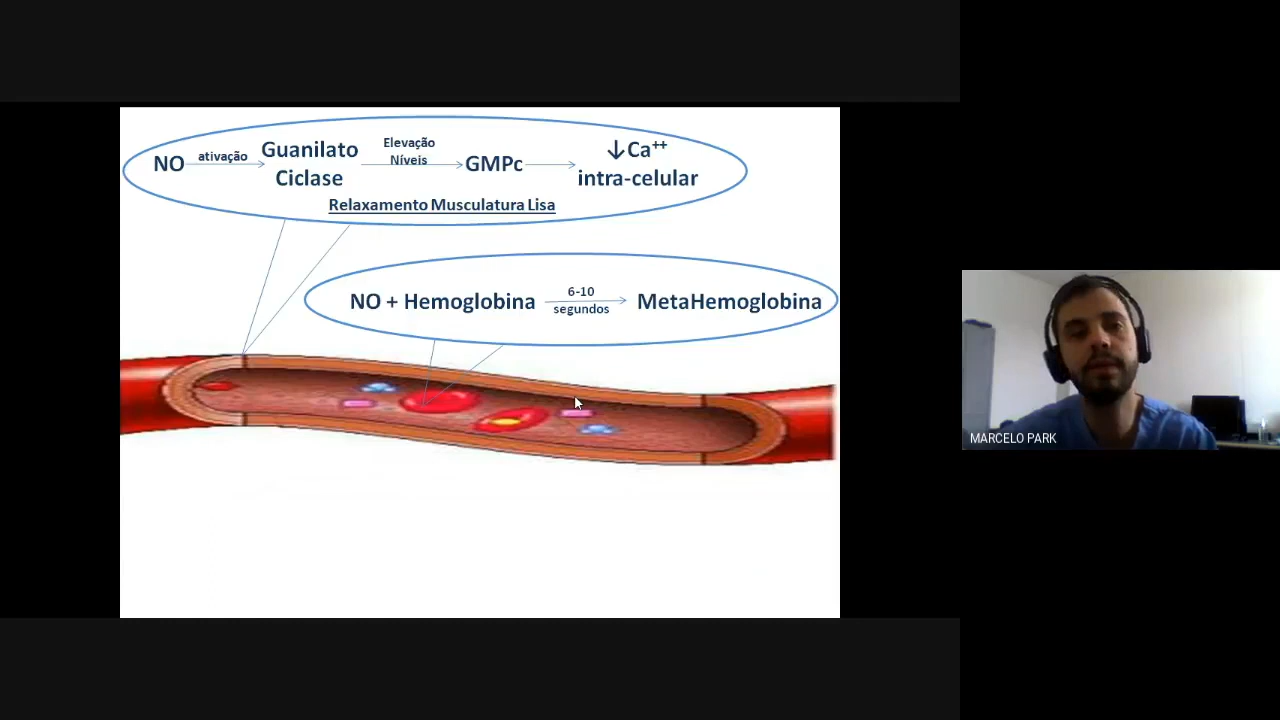 NO ativação Guanilato Ciclase Elevação Níveis GMPc ↓Ca⁺⁺ intra-celular
Relaxamento Musculatura Lisa
NO + Hemoglobina 6-10 segundos MetaHemoglobina
MARCELO PARK